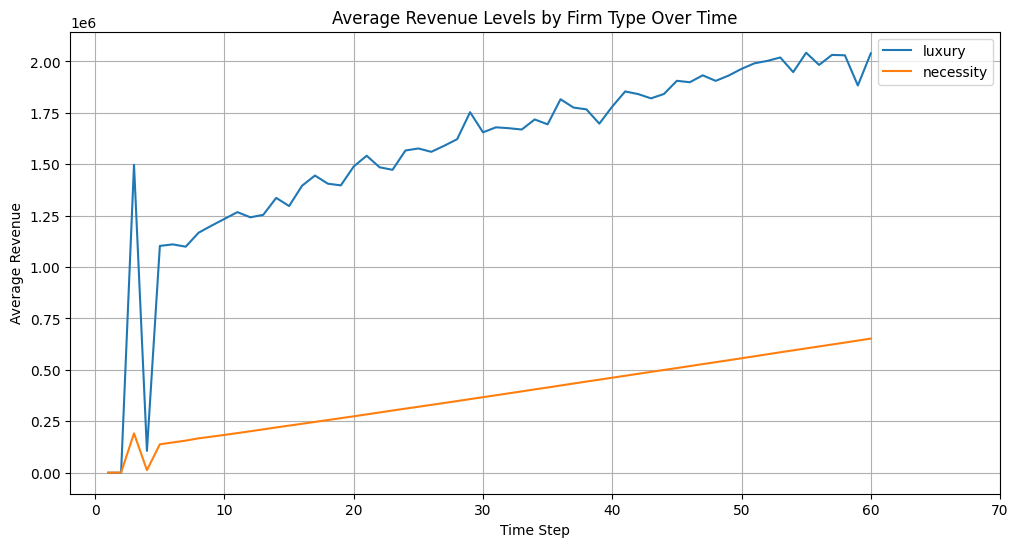 Average Revenue Levels by Firm Type Over Time
1e6
luxury
necessity
Average Revenue
2.00
1.75
1.50
1.25
1.00
0.75
0.50
0.25
0.00
0 10 20 30 40 50 60 70
Time Step